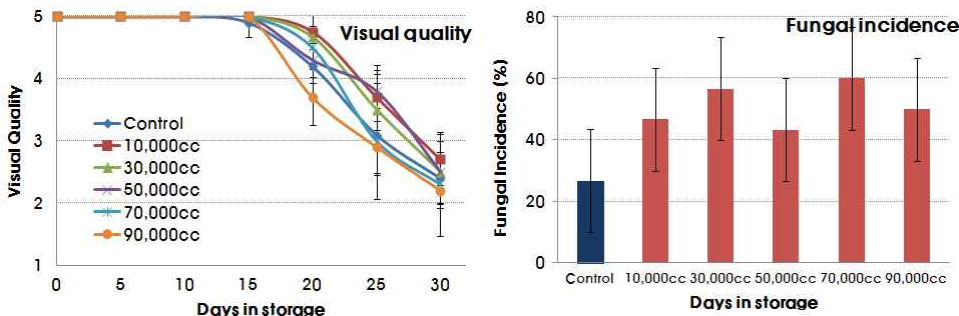 Visual quality
Visual Quality
5
4
3
2
1
Control
10,000cc
30,000cc
50,000cc
70,000cc
90,000cc
0 5 10 15 20 25 30
Days in storage
Fungal incidence
Fungal Incidence (%)
80
60
40
20
0
Control 10,000cc 30,000cc 50,000cc 70,000cc 90,000cc
Days in storage